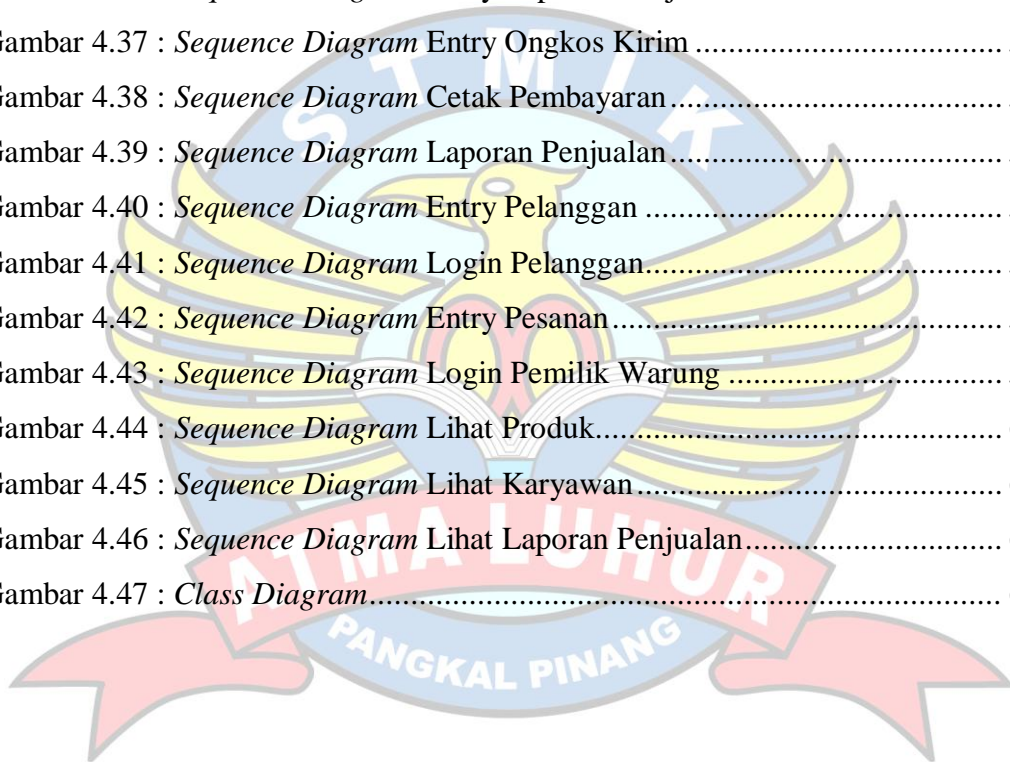 Gambar 4.37 : Sequence Diagram Entry Ongkos Kirim ............................................
Gambar 4.38 : Sequence Diagram Cetak Pembayaran ................................................
Gambar 4.39 : Sequence Diagram Laporan Penjualan ................................................
Gambar 4.40 : Sequence Diagram Entry Pelanggan ..................................................
Gambar 4.41 : Sequence Diagram Login Pelanggan ..................................................
Gambar 4.42 : Sequence Diagram Entry Pesanan ......................................................
Gambar 4.43 : Sequence Diagram Login Pemilik Warung ........................................
Gambar 4.44 : Sequence Diagram Lihat Produk ........................................................
Gambar 4.45 : Sequence Diagram Lihat Karyawan ...................................................
Gambar 4.46 : Sequence Diagram Lihat Laporan Penjualan .....................................
Gambar 4.47 : Class Diagram ..................................................................................
STMIK
ATMA LUHUR
PANGKAL PINANG